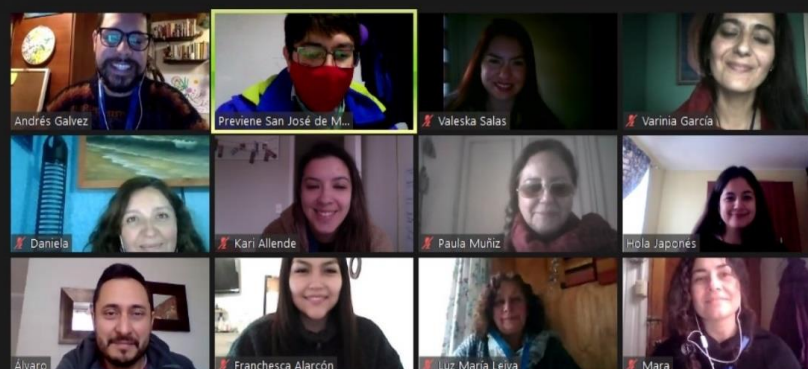 Andrés Galvez
Previene San José de M...
Valeska Salas
Varinia García
Daniela
Kari Allende
Paula Muñiz
Hola Japonés
Álvaro
Franchesca Alarcón
Luz María Leiva
Mara